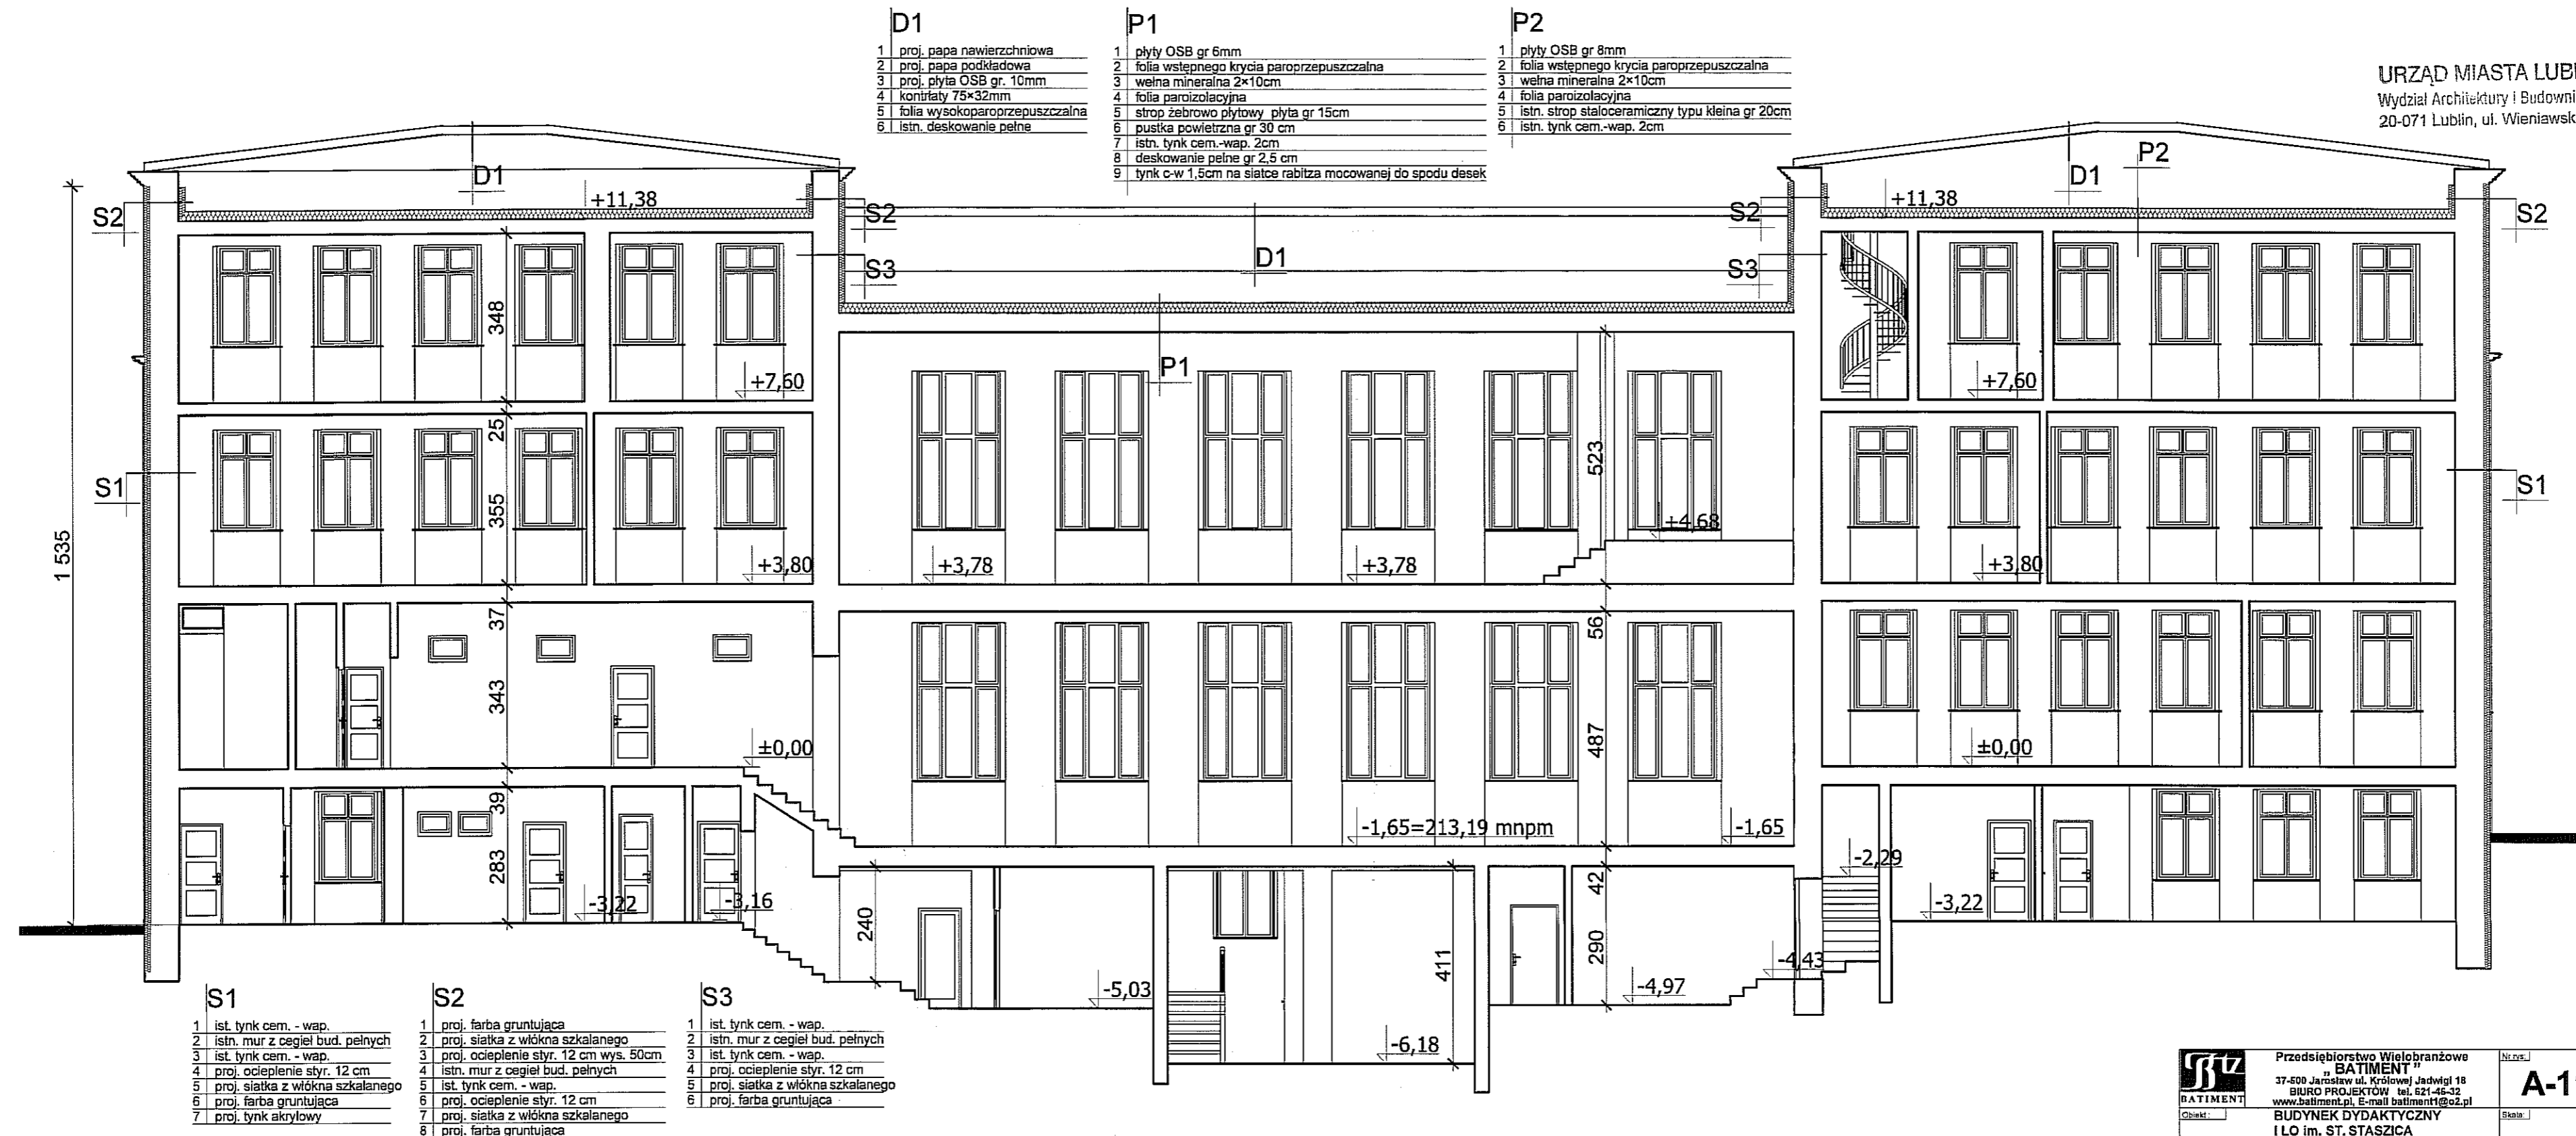 D1
1 proj. papa nawierzchniowa
2 proj. papa podkładowa
3 proj. płyta OSB gr. 10mm
4 kontrłaty 75×32mm
5 folia wysokoparoprzepuszczalna
6 istn. deskowanie pełne
P1
1 płyty OSB gr 6mm
2 folia wstępnego krycia paroprzepuszczalna
3 wełna mineralna 2×10cm
4 folia paroizolacyjna
5 strop żebrowo płytowy płyta gr 15cm
6 pustka powietrzna gr 30 cm
7 istn. tynk cem.-wap. 2cm
8 deskowanie pełne gr 2,5 cm
9 tynk c-w 1,5cm na siatce rabitza mocowanej do spodu desek
P2
1 płyty OSB gr 8mm
2 folia wstępnego krycia paroprzepuszczalna
3 wełna mineralna 2×10cm
4 folia paroizolacyjna
5 istn. strop staloceramiczny typu kleina gr 20cm
6 istn. tynk cem.-wap. 2cm
URZĄD MIASTA
Wydział Architektury i
20-071 Lublin, ul.
D1
P2
D1
+11,38
+11,38
S2
S2
S2
S2
D1
S3
S3
348
P1
+7,60
+7,60
25
523
355
S1
S1
1 535
+4,68
+3,80
+3,78
+3,78
+3,80
37
56
343
487
±0,00
±0,00
39
-1,65=213,19 mnpm
-1,65
283
-2,29
42
-3,22
-3,16
-3,22
240
411
290
-4,43
-5,03
-4,97
-6,18
S1
1 ist. tynk cem. - wap.
2 istn. mur z cegieł bud. pełnych
3 ist. tynk cem. - wap.
4 proj. ocieplenie styr. 12 cm
5 proj. siatka z włókna szkalanego
6 proj. farba gruntująca
7 proj. tynk akrylowy
S2
1 proj. farba gruntująca
2 proj. siatka z włókna szkalanego
3 proj. ocieplenie styr. 12 cm wys. 50cm
4 istn. mur z cegieł bud. pełnych
5 ist. tynk cem. - wap.
6 proj. ocieplenie styr. 12 cm
7 proj. siatka z włókna szkalanego
8 proj. farba gruntująca
S3
1 ist. tynk cem. - wap.
2 istn. mur z cegieł bud. pełnych
3 ist. tynk cem. - wap.
4 proj. ocieplenie styr. 12 cm
5 proj. siatka z włókna szkalanego
6 proj. farba gruntująca
BATIMENT
Przedsiębiorstwo Wielobranżowe
„ BATIMENT "
37-500 Jarosław ul. Królowej Jadwigi 18
BIURO PROJEKTÓW tel. 621-46-32
www.batiment.pl, E-mail batiment1@o2.pl
Nr rys:
A-1
Obiekt:
BUDYNEK DYDAKTYCZNY
I LO im. ST. STASZICA
Skala: